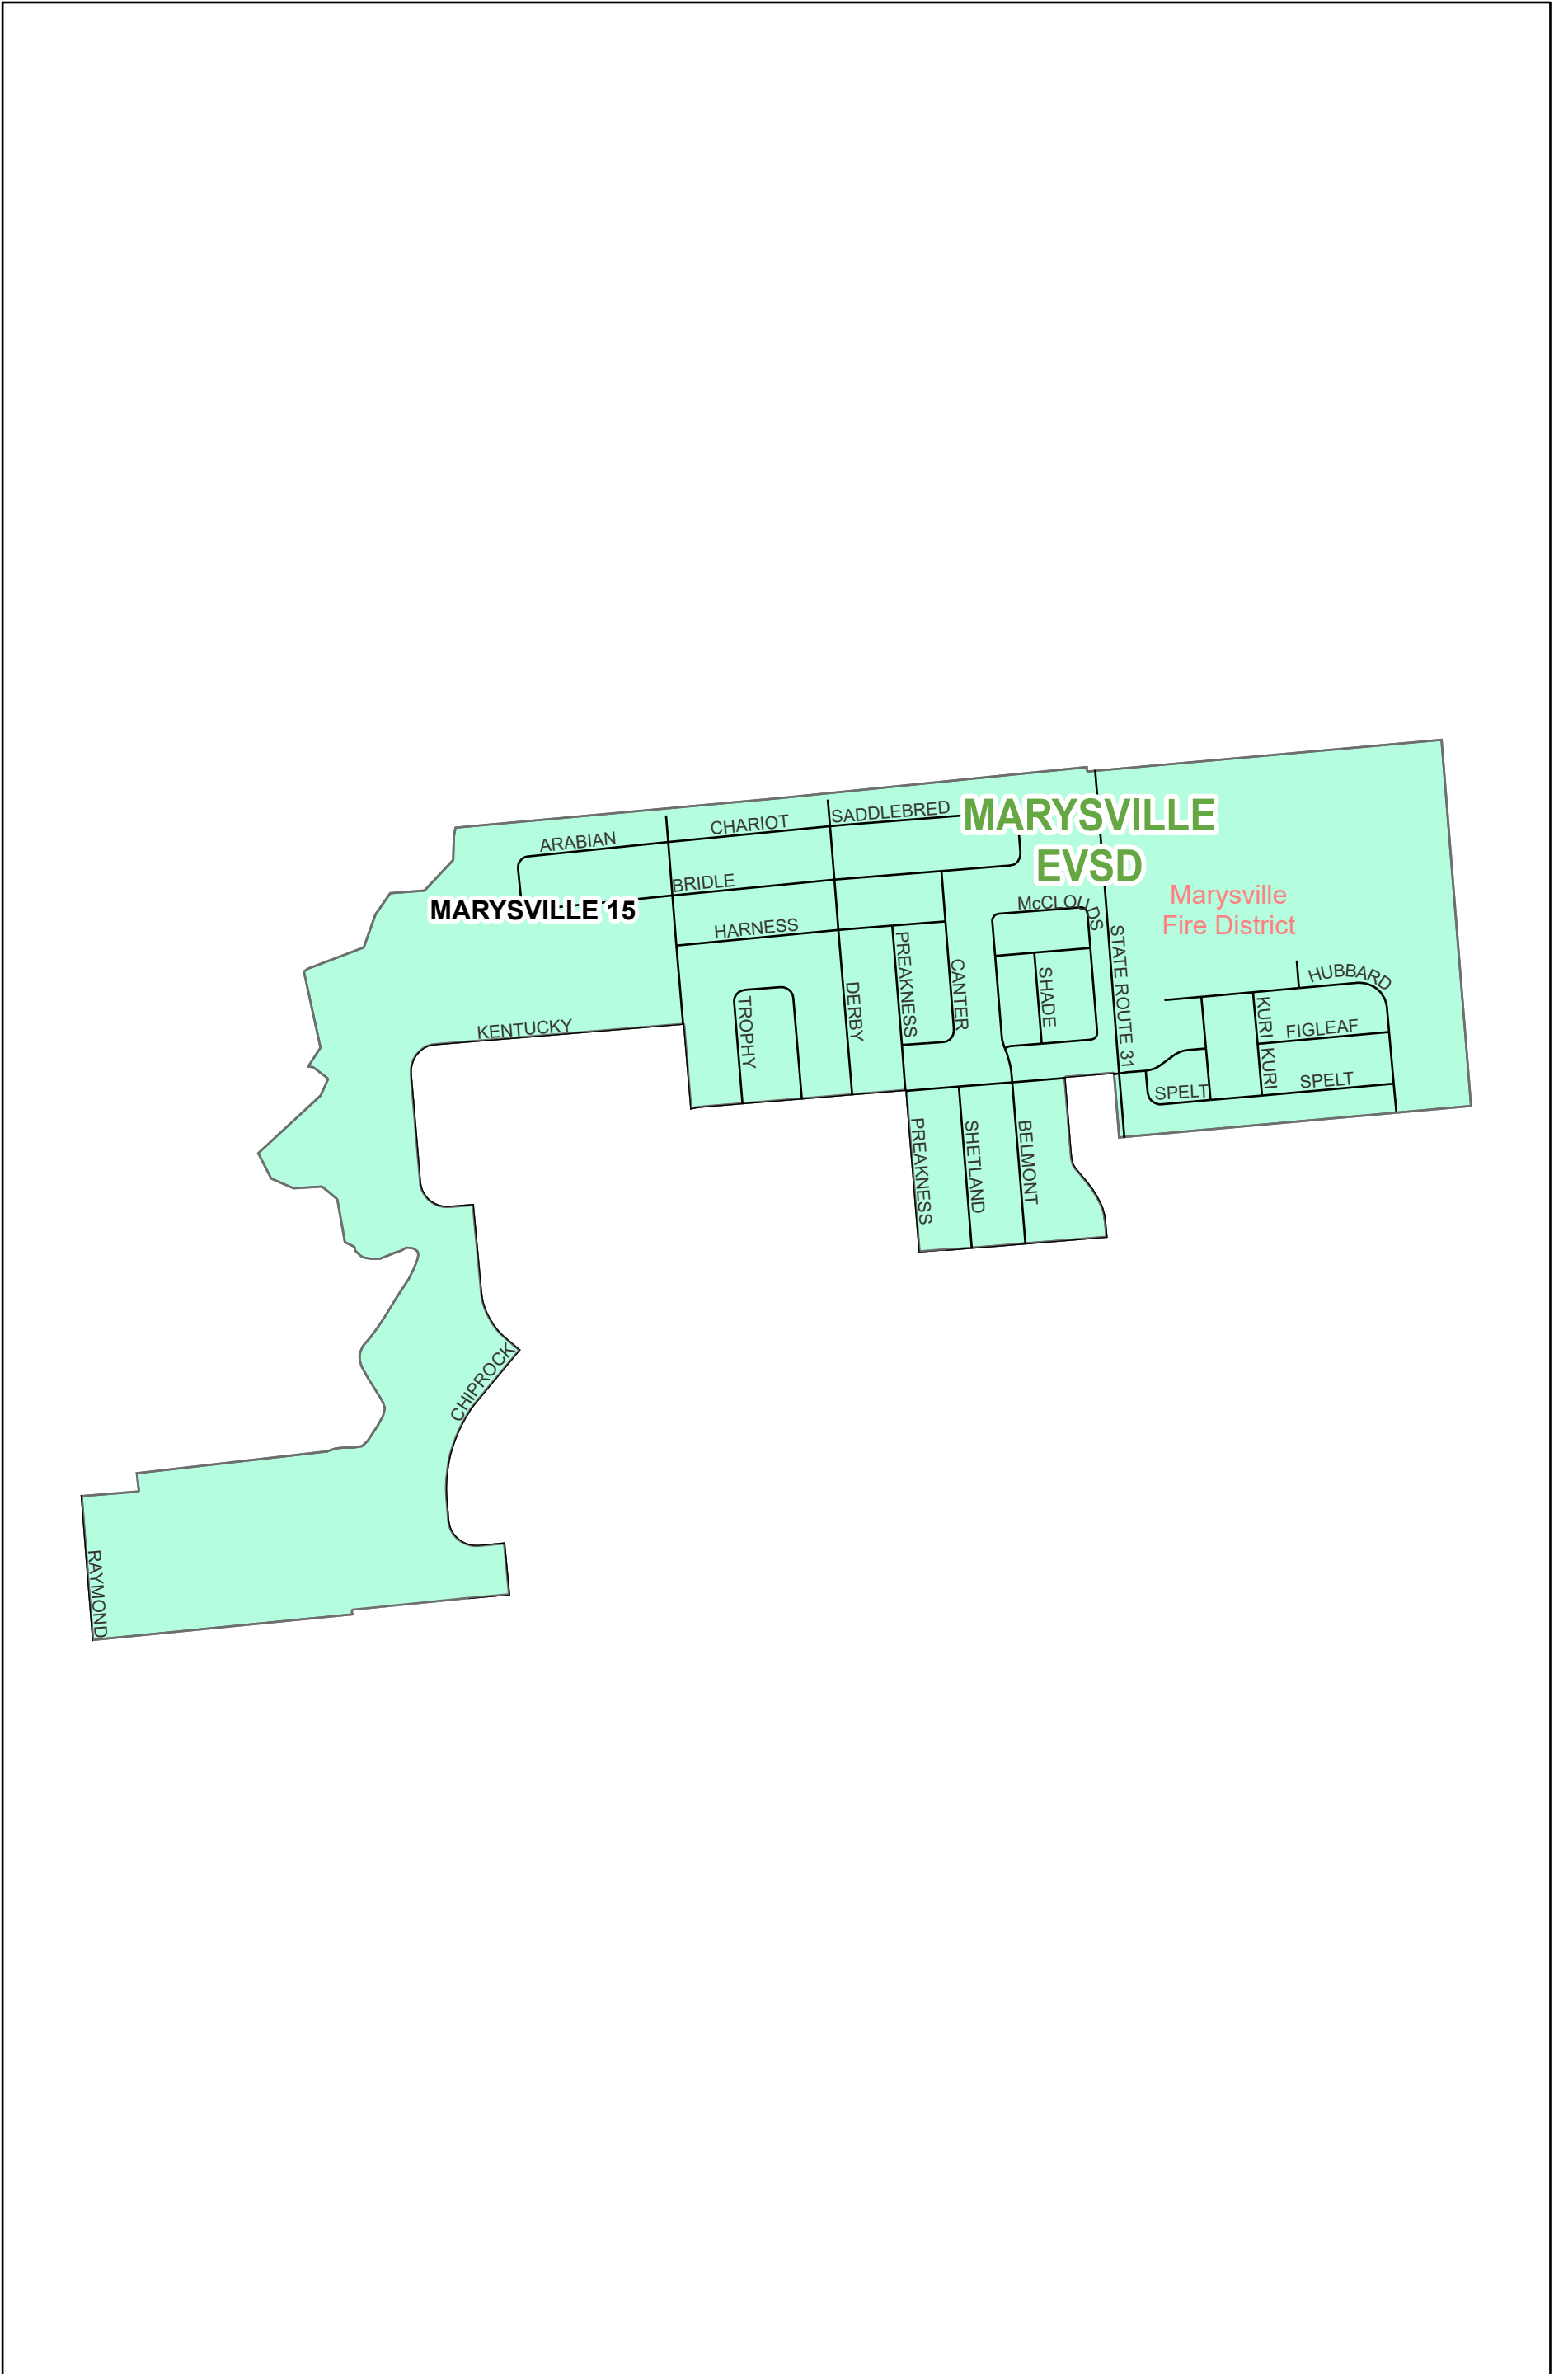 SADDLEBRED
CHARIOT
ARABIAN
MARYSVILLE
EVSD
BRIDLE
MARYSVILLE 15
Marysville
Fire District
McCLOUDS
HARNESS
PREAKNESS
CANTER
SHADE
STATE ROUTE 31
HUBBARD
DERBY
TROPHY
KENTUCKY
KURI
FIGLEAF
KURI
SPELT
SPELT
PREAKNESS
SHETLAND
BELMONT
CHIPROCK
RAYMOND